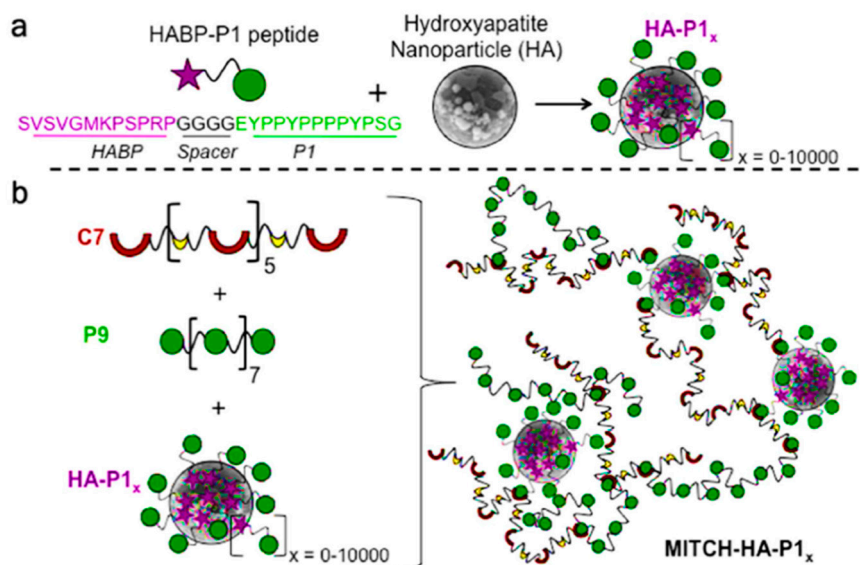 a
HABP-P1 peptide
SVSVGMKPSPRPGGGGEYPPYPPPPYPSG
HABP Spacer P1
+
Hydroxyapatite
Nanoparticle (HA)
HA-P1x
x = 0-10000
b
C7
5
+
P9
7
+
HA-P1x
x = 0-10000
MITCH-HA-P1x